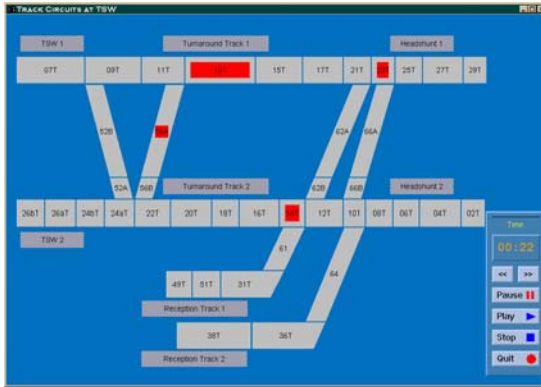 TRACK CIRCUITS AT TSW
TSW 1 Turnaround Track 1 Headhunt 1
07T 09T 11T 15T 17T 21T 25T 27T 29T
52B 62A 66A
52A 56B Turnaround Track 2 62B 66B Headhunt 2
26bT 26aT 24bT 24aT 22T 20T 18T 16T 12T 10T 08T 06T 04T 02T
TSW 2
61
64
49T 51T 31T
Reception Track 1
38T 36T
Reception Track 2
Time
00:22
<< >>
Pause
Play
Stop
Quit